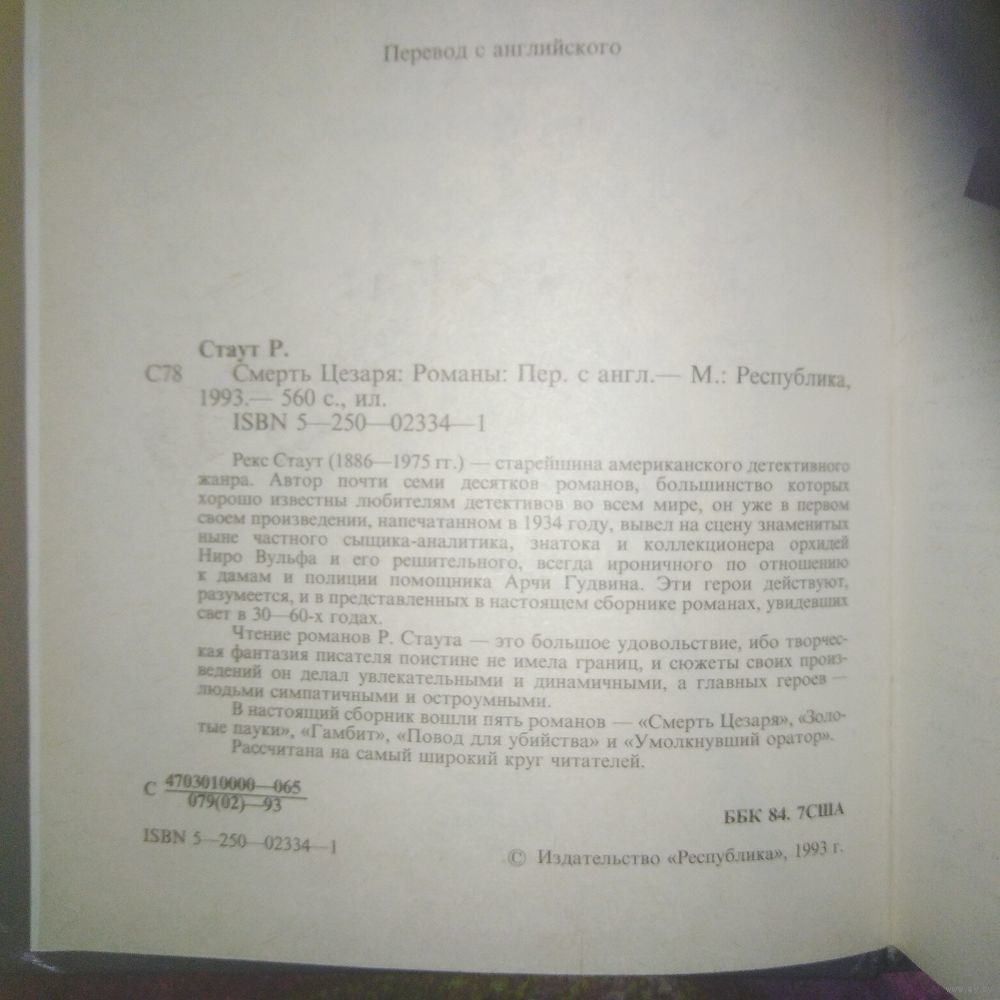 Перевод с английского
Стаут Р.
С78 Смерть Цезаря: Романы: Пер. с англ.— М.: Республика,
1993.— 560 с., ил.
ISBN 5—250—02334—1
Рекс Стаут (1886—1975 гг.) — старейшина американского детективного
жанра. Автор почти семи десятков романов, большинство которых
хорошо известны любителям детективов во всем мире, он уже в первом
своем произведении, напечатанном в 1934 году, вывел на сцену знаменитых
ныне частного сыщика-аналитика, знатока и коллекционера орхидей
Ниро Вульфа и его решительного, всегда ироничного по отношению
к дамам и полиции помощника Арчи Гудвина. Эти герои действуют,
разумеется, и в представленных в настоящем сборнике романах, увидевших
свет в 30—60-х годах.
Чтение романов Р. Стаута — это большое удовольствие, ибо творчес-
кая фантазия писателя поистине не имела границ, и сюжеты своих произ-
ведений он делал увлекательными и динамичными, а главных героев —
людьми симпатичными и остроумными.
В настоящий сборник вошли пять романов — «Смерть Цезаря», «Золо-
тые пауки», «Гамбит», «Повод для убийства» и «Умолкнувший оратор».
Рассчитана на самый широкий круг читателей.
С 4703010000—065
079(02)—93
ББК 84. 7США
ISBN 5—250—02334—1
© Издательство «Республика», 1993 г.